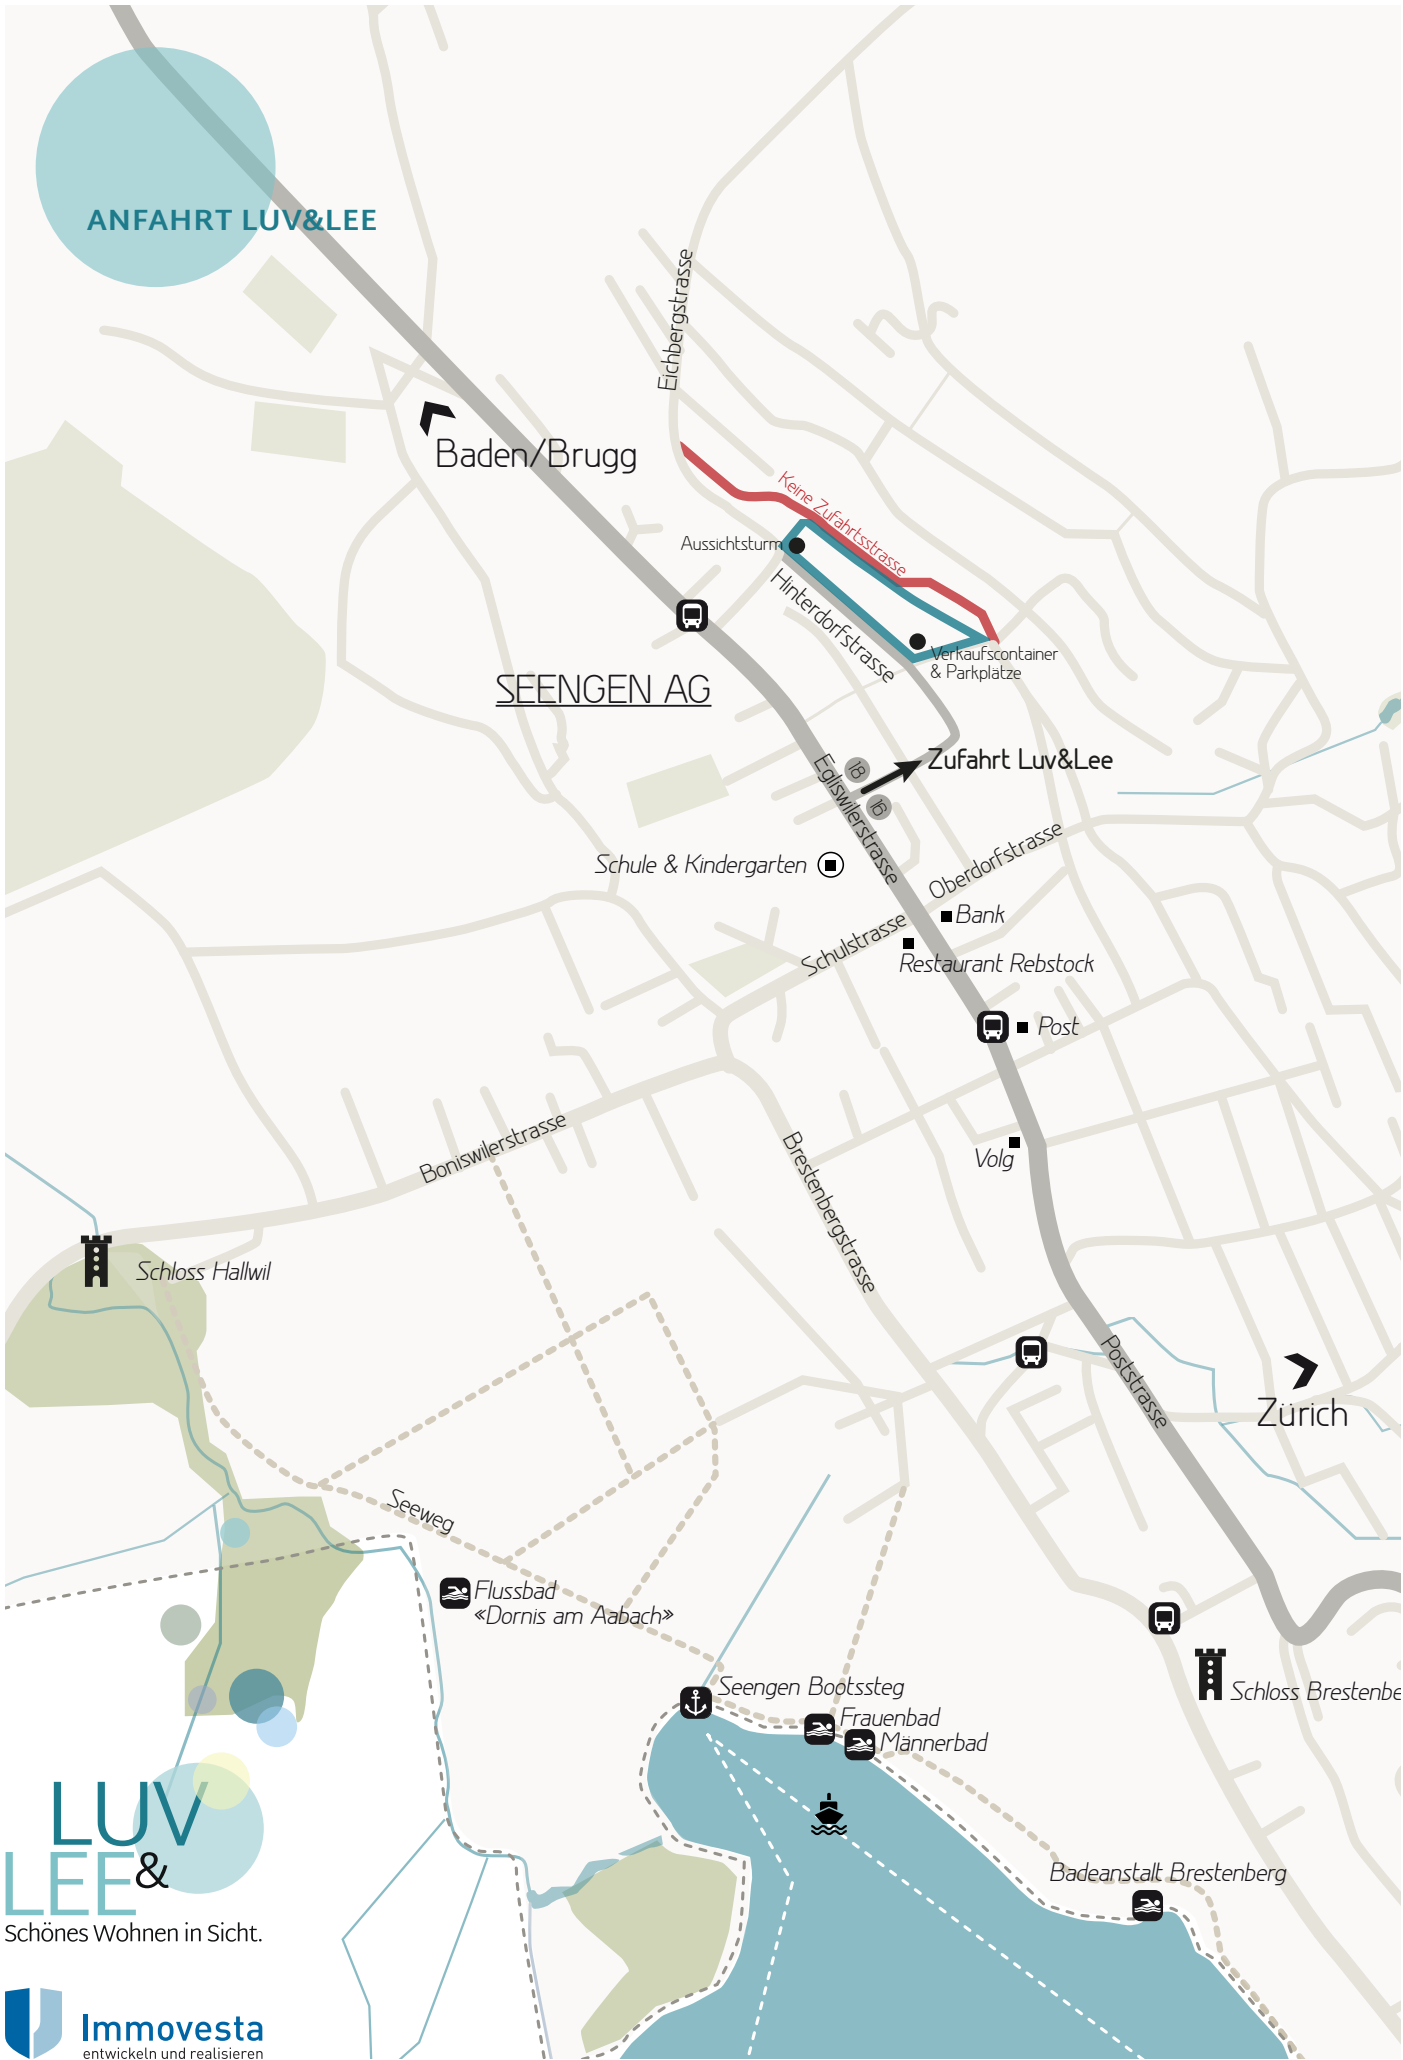 ANFAHRT LUV&LEE
Eichbergstrasse
Baden/Brugg
Keine Zufahrtsstrasse
Aussichtsturm
Hinterdorfstrasse
Verkaufscontainer
& Parkplätze
SEENGEN AG
Zufahrt Luv&Lee
18
16
Egliswilerstrasse
Oberdorfstrasse
Schule & Kindergarten
Bank
Schulstrasse
Restaurant Rebstock
Post
Boniswilerstrasse
Brestenbergstrasse
Volg
Schloss Hallwil
Poststrasse
Zürich
Seeweg
Flussbad
«Dornis am Aabach»
Seengen Bootssteg
Schloss Brestenbe
Frauenbad
Männerbad
Badeanstalt Brestenberg
LUV
LEE&
Schönes Wohnen in Sicht.
Immovesta
entwickeln und realisieren